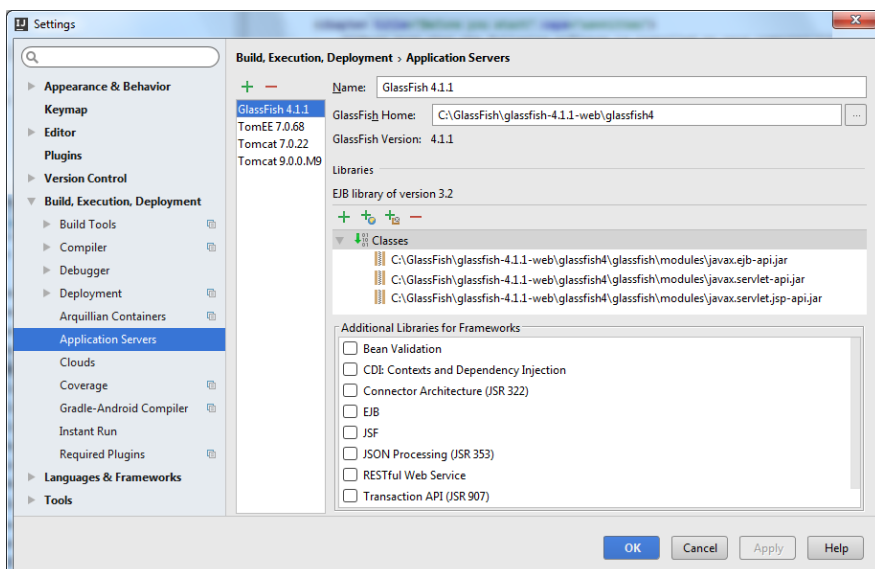 Settings
Build, Execution, Deployment › Application Servers
Appearance & Behavior
Keymap
Editor
Plugins
Version Control
Build, Execution, Deployment
Build Tools
Compiler
Debugger
Deployment
Arquillian Containers
Application Servers
Clouds
Coverage
Gradle-Android Compiler
Instant Run
Required Plugins
Languages & Frameworks
Tools
GlassFish 4.1.1
TomEE 7.0.68
Tomcat 7.0.22
Tomcat 9.0.0.M9
Name: GlassFish 4.1.1
GlassFish Home: C:\GlassFish\glassfish-4.1.1-web\glassfish4 ...
GlassFish Version: 4.1.1
Libraries
EJB library of version 3.2
Classes
C:\GlassFish\glassfish-4.1.1-web\glassfish4\glassfish\modules\javax.ejb-api.jar
C:\GlassFish\glassfish-4.1.1-web\glassfish4\glassfish\modules\javax.servlet-api.jar
C:\GlassFish\glassfish-4.1.1-web\glassfish4\glassfish\modules\javax.servlet.jsp-api.jar
Additional Libraries for Frameworks
Bean Validation
CDI: Contexts and Dependency Injection
Connector Architecture (JSR 322)
EJB
JSF
JSON Processing (JSR 353)
RESTful Web Service
Transaction API (JSR 907)
OK Cancel Apply Help